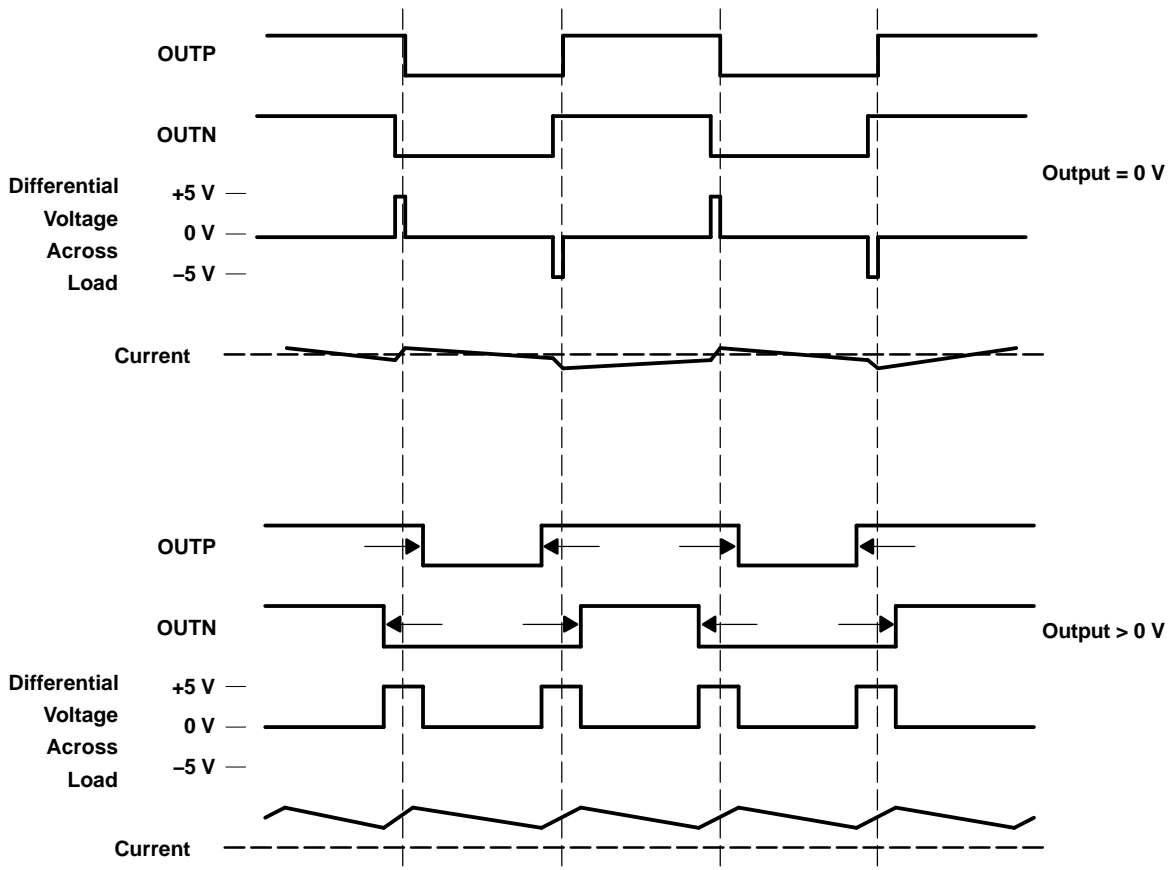 OUTP
OUTN
Output = 0 V
Differential
Voltage
Across
Load
+5 V
0 V
−5 V
Current
OUTP
OUTN
Output > 0 V
Differential
Voltage
Across
Load
+5 V
0 V
−5 V
Current